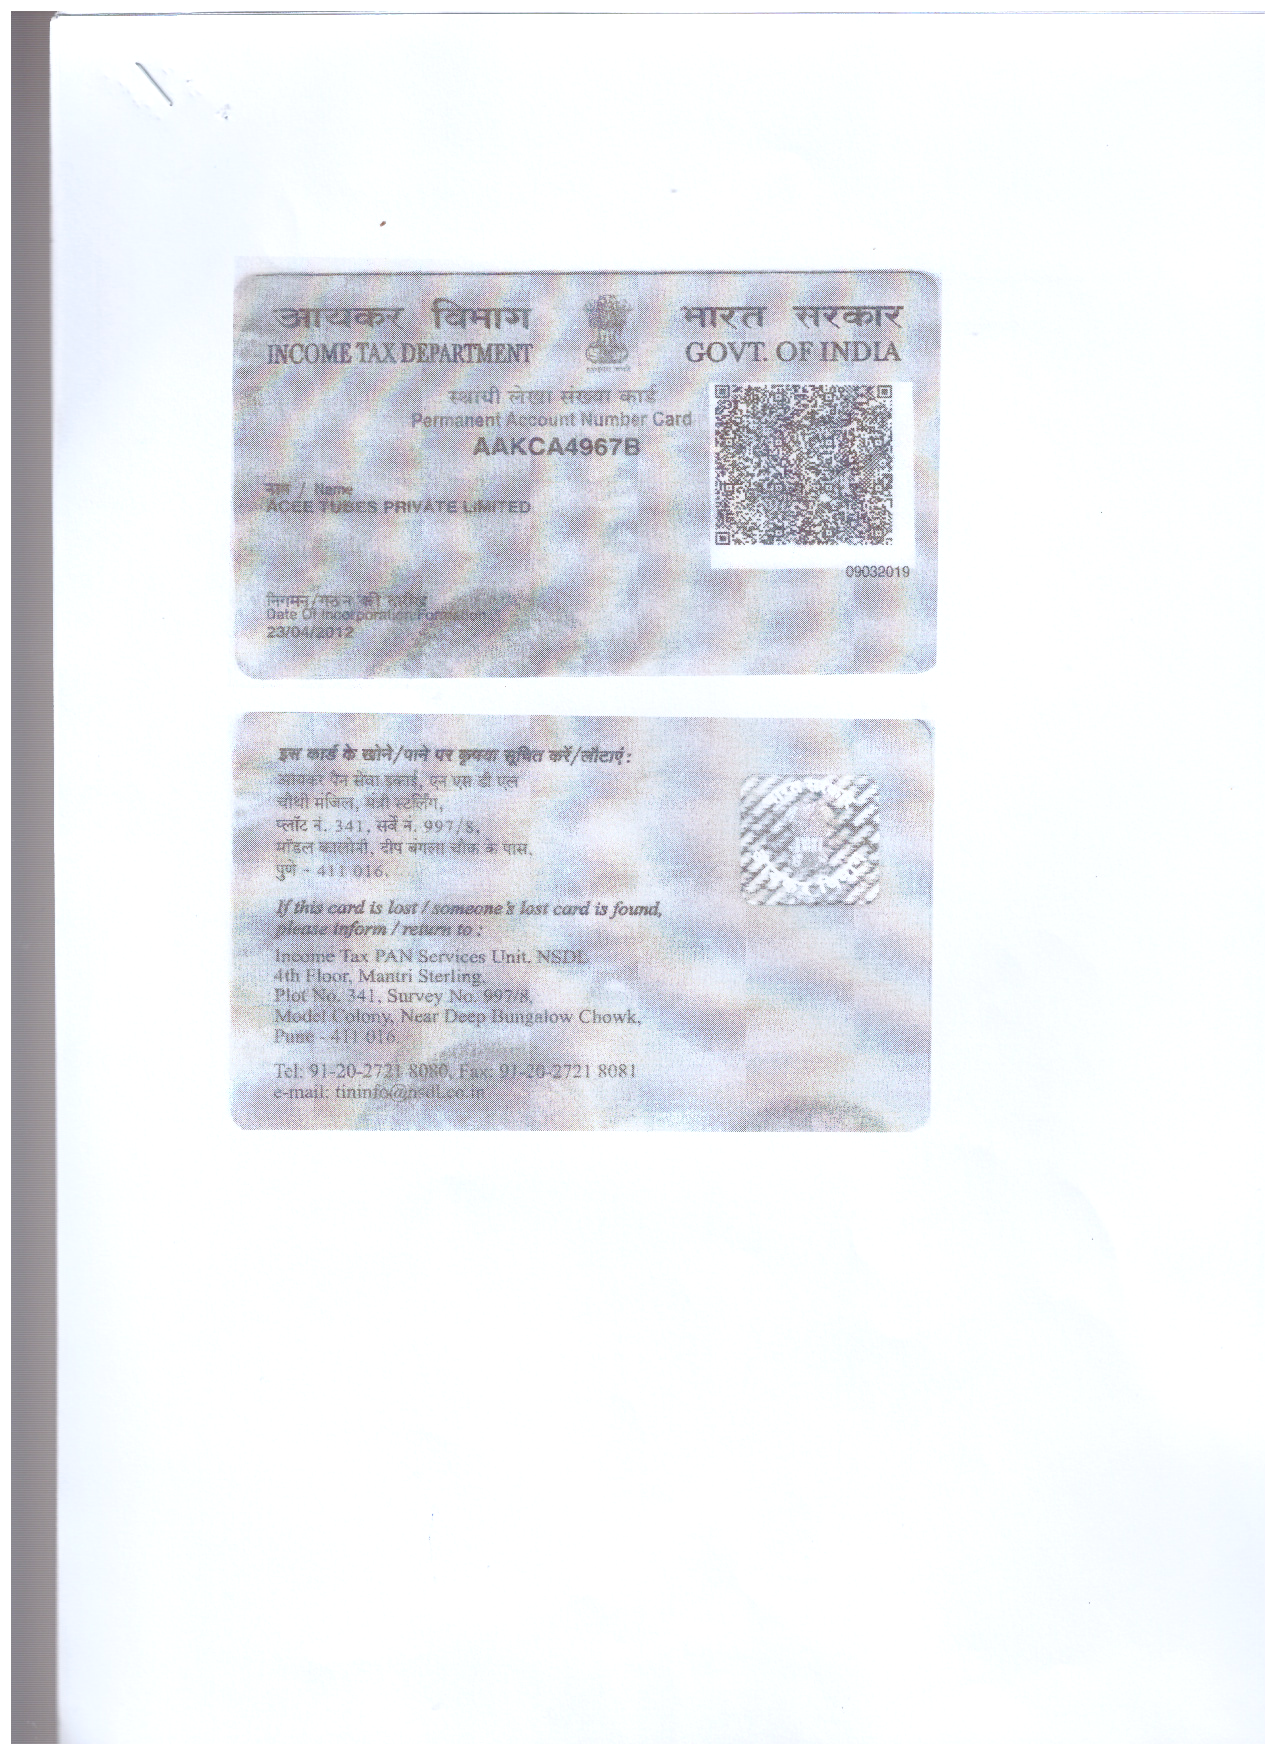 आयकर विभाग
INCOME TAX DEPARTMENT
भारत सरकार
GOVT. OF INDIA
स्थायी लेखा संख्या कार्ड
Permanent Account Number Card
AAKCA4967B
नाम / Name
ACEE TUBES PRIVATE LIMITED
09032019
निगमन/गठन की तारीख
Date Of Incorporation/Formation
23/04/2012
इस कार्ड के खोने/पाने पर कृपया सूचित करें/लौटाएं :
आयकर पैन सेवा इकाई, एन एस डी एल
चौथी मंजिल, मंत्री स्टर्लिंग,
प्लॉट नं. 341, सर्वे नं. 997/8,
मॉडल कालोनी, दीप बंगला चौक के पास,
पुणे - 411 016.
If this card is lost / someone's lost card is found,
please inform / return to :
Income Tax PAN Services Unit, NSDL
4th Floor, Mantri Sterling,
Plot No. 341, Survey No. 997/8,
Model Colony, Near Deep Bungalow Chowk,
Pune - 411 016.
Tel: 91-20-2721 8080, Fax: 91-20-2721 8081
e-mail: tininfo@nsdl.co.in